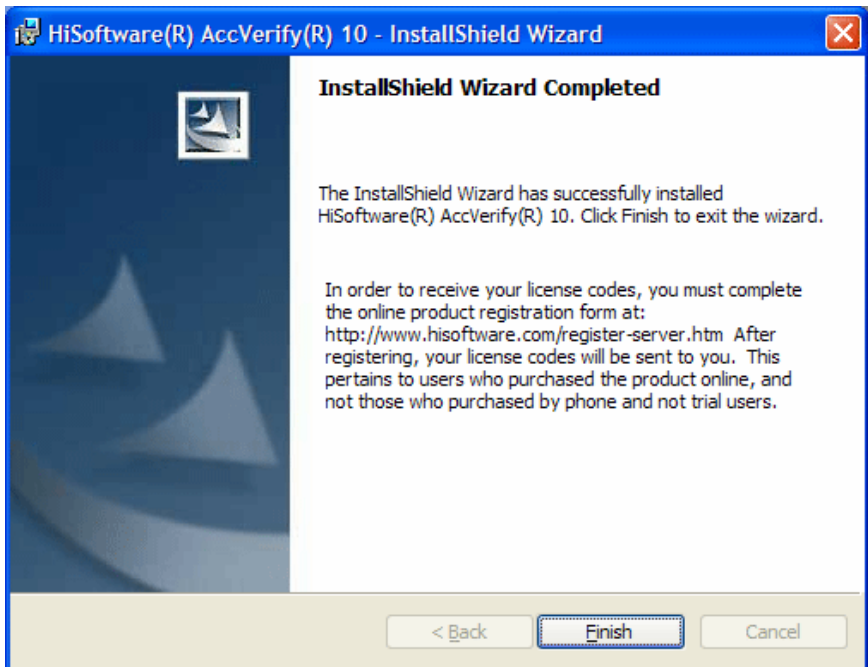 HiSoftware(R) AccVerify(R) 10 - InstallShield Wizard
InstallShield Wizard Completed
The InstallShield Wizard has successfully installed
HiSoftware(R) AccVerify(R) 10. Click Finish to exit the wizard.
In order to receive your license codes, you must complete
the online product registration form at:
http://www.hisoftware.com/register-server.htm  After
registering, your license codes will be sent to you.  This
pertains to users who purchased the product online, and
not those who purchased by phone and not trial users.
< Back Finish Cancel